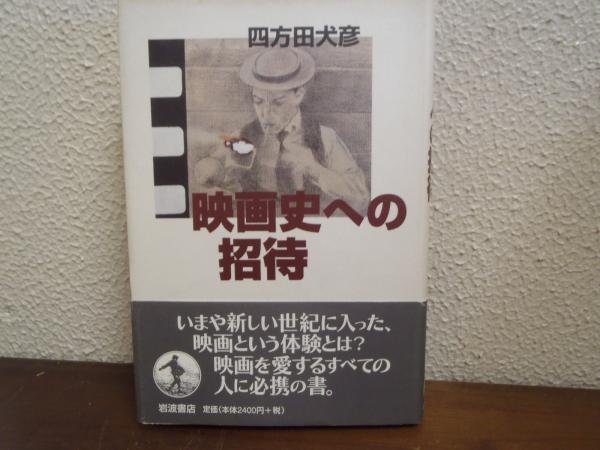 四方田犬彦
映画史への
招待
いまや新しい世紀に入った、
映画という体験とは?
映画を愛するすべての
人に必携の書。
岩波書店 定価(本体2400円+税)